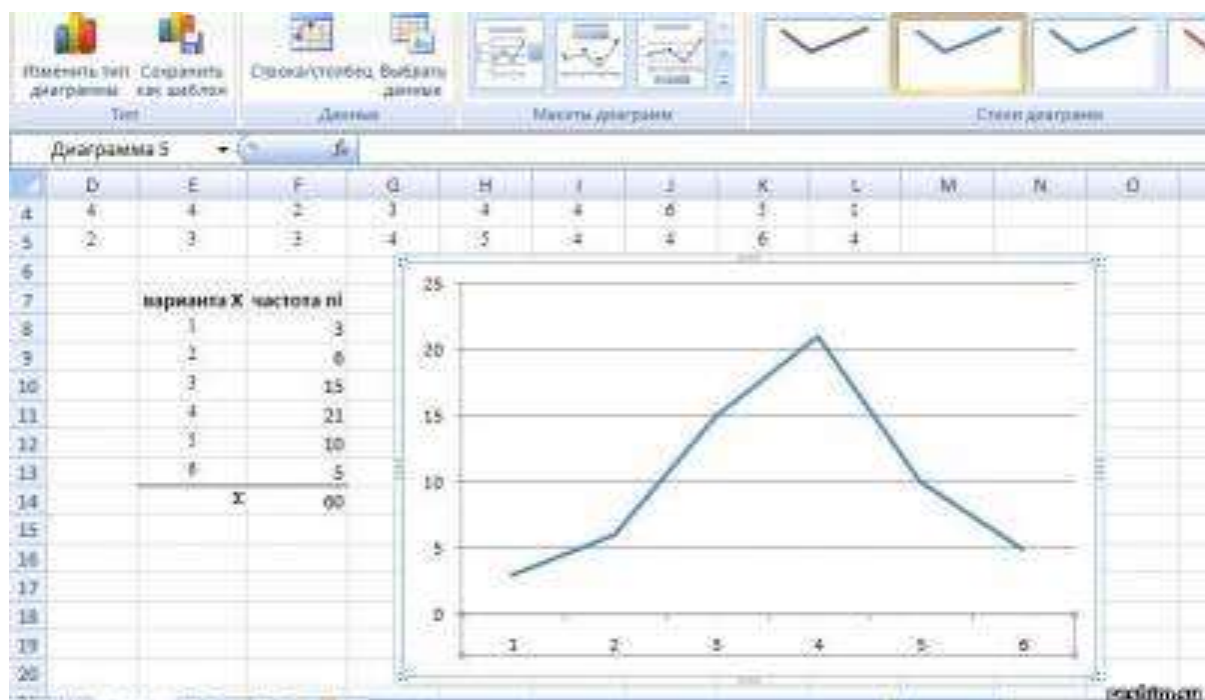 Изменить тип диаграммы
Сохранить как шаблон
Строка/столбец
Выбрать данные
Тип
Данные
Макеты диаграмм
Стили диаграмм
Диаграмма 5
fx
D E F G H I J K L M N O
4 4 4 2 3 4 4 6 1
5 2 3 3 4 5 4 4 6 4
6
7 варианта X частота ni
8 1 3
9 2 6
10 3 15
11 4 21
12 5 10
13 6 5
14 Σ 60
15
16
17
18
19
20
25
20
15
10
5
0
1 2 3 4 5 6